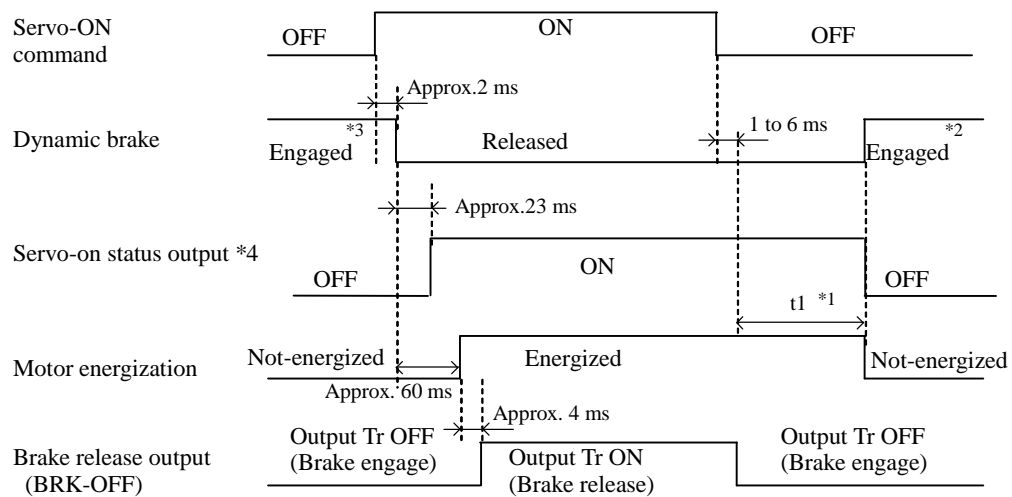 Servo-ON
command
OFF
ON
OFF
Approx.2 ms
Dynamic brake
*3
Engaged
Released
1 to 6 ms
*2
Engaged
Approx.23 ms
Servo-on status output *4
OFF
ON
OFF
t1 *1
Motor energization
Not-energized
Energized
Not-energized
Approx. 60 ms
Approx. 4 ms
Brake release output
(BRK-OFF)
Output Tr OFF
(Brake engage)
Output Tr ON
(Brake release)
Output Tr OFF
(Brake engage)